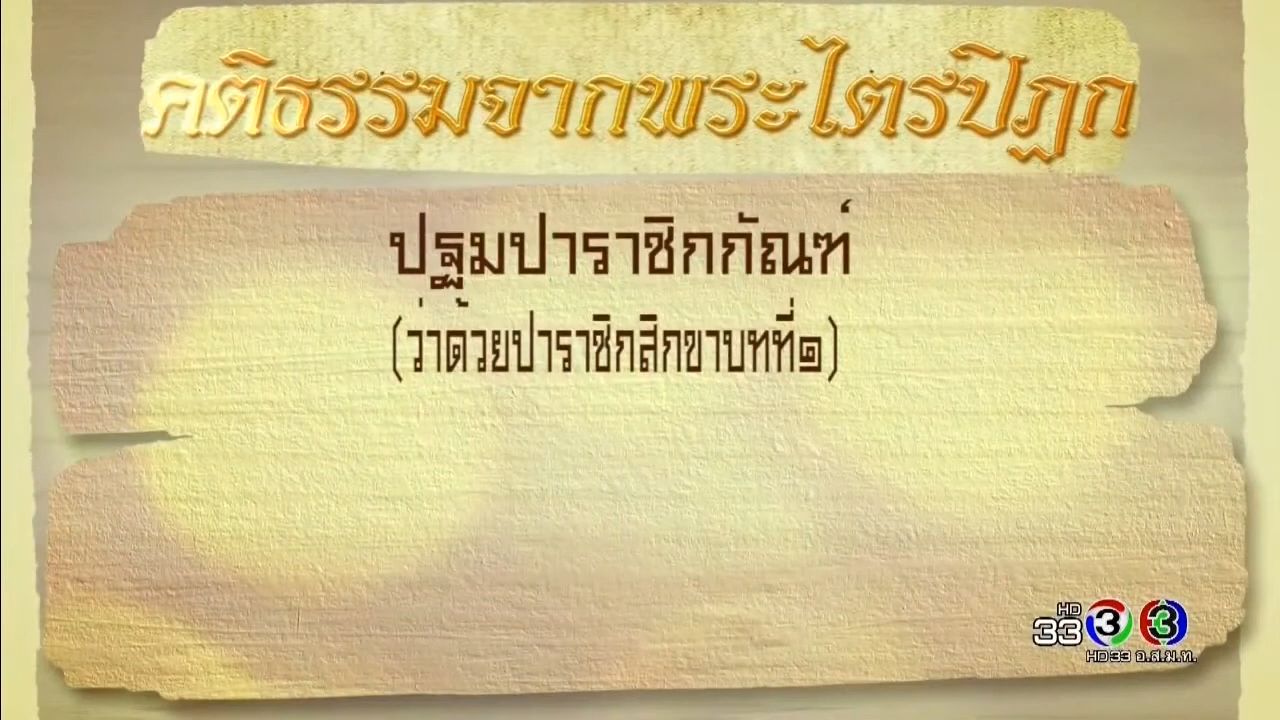 คติธรรมจากพระไตรปิฎก
ปฐมปาราชิกกัณฑ์
(ว่าด้วยปาราชิกสิกขาบทที่๑)
HD
33 3 3
HD33 อ.ส.ม.ท.